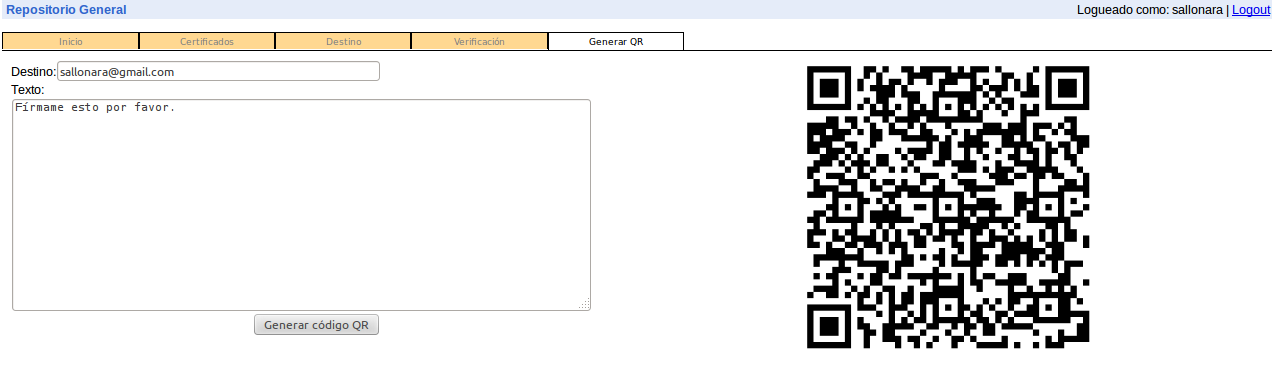 Repositorio General
Logueado como: sallonara | Logout
Inicio
Certificados
Destino
Verificación
Generar QR
Destino: sallonara@gmail.com
Texto:
Fírmame esto por favor.
Generar código QR